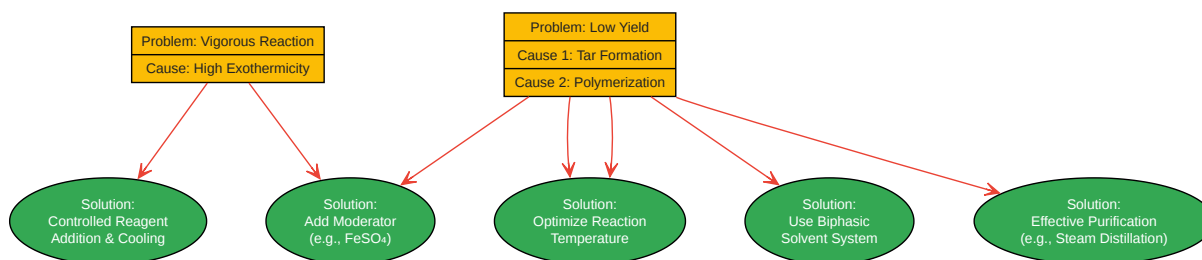 Problem: Vigorous Reaction
Cause: High Exothermicity
Problem: Low Yield
Cause 1: Tar Formation
Cause 2: Polymerization
Solution:
Controlled Reagent
Addition & Cooling
Solution:
Add Moderator
(e.g., FeSO₄)
Solution:
Optimize Reaction
Temperature
Solution:
Use Biphasic
Solvent System
Solution:
Effective Purification
(e.g., Steam Distillation)